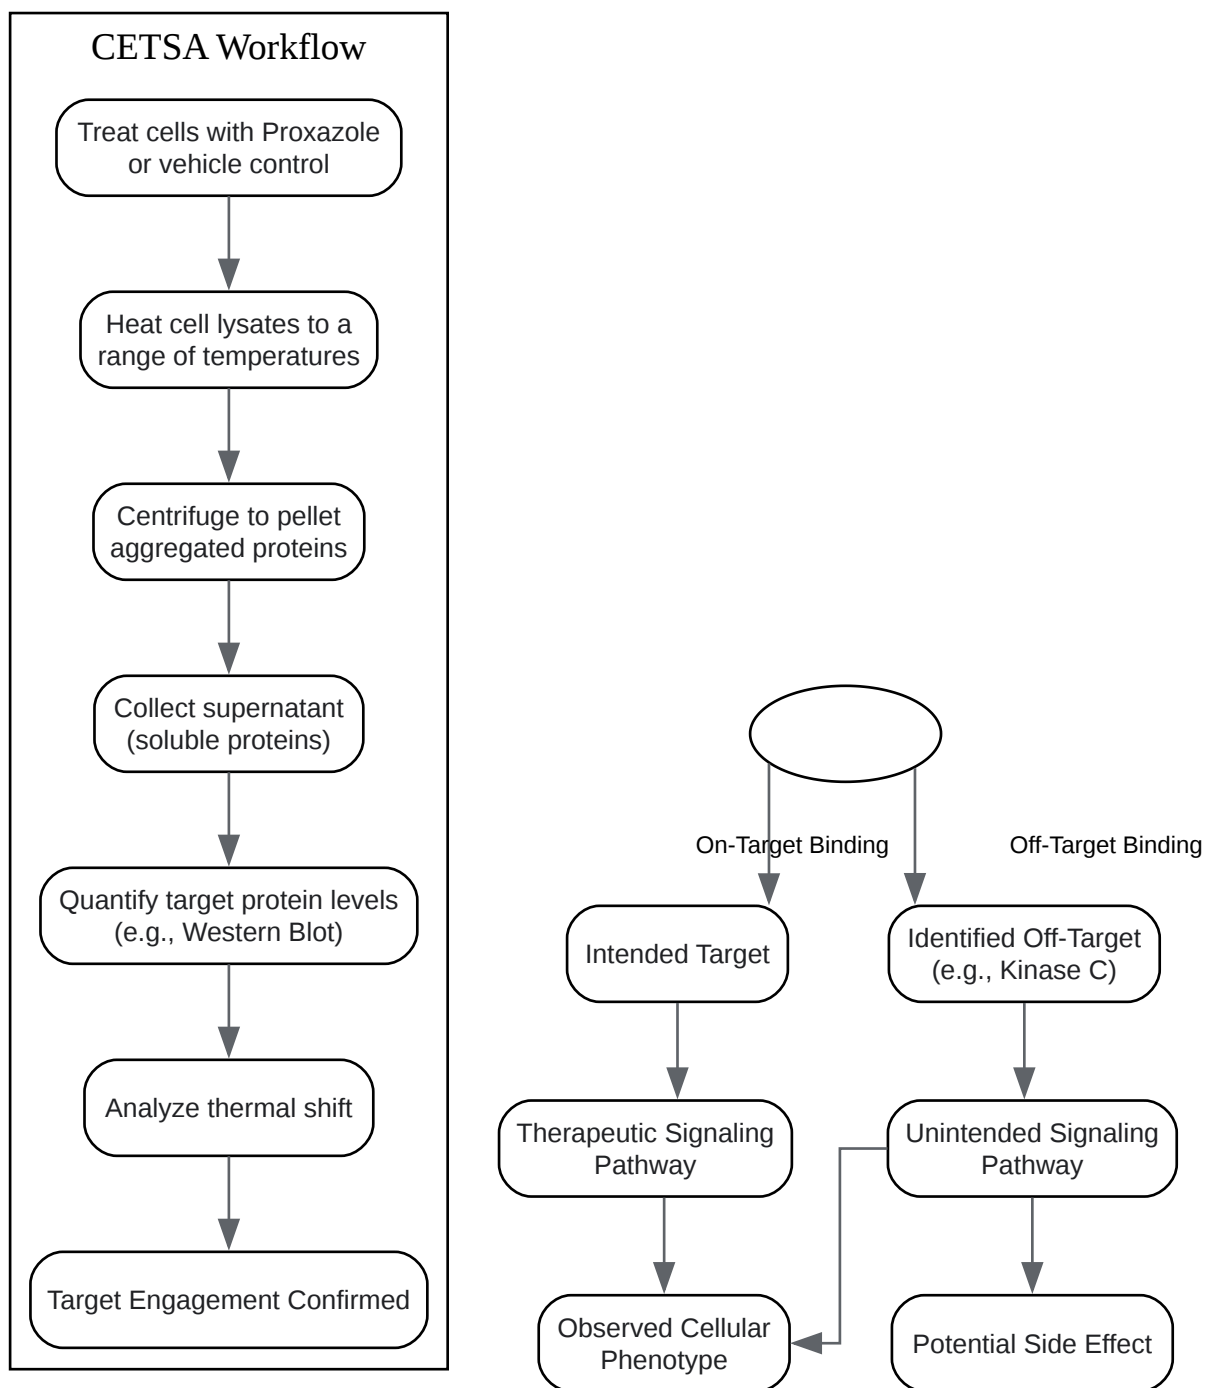 CETSA Workflow
Treat cells with Proxazole
or vehicle control
Heat cell lysates to a
range of temperatures
Centrifuge to pellet
aggregated proteins
Collect supernatant
(soluble proteins)
Quantify target protein levels
(e.g., Western Blot)
Analyze thermal shift
Target Engagement Confirmed
On-Target Binding
Off-Target Binding
Intended Target
Identified Off-Target
(e.g., Kinase C)
Therapeutic Signaling
Pathway
Unintended Signaling
Pathway
Observed Cellular
Phenotype
Potential Side Effect